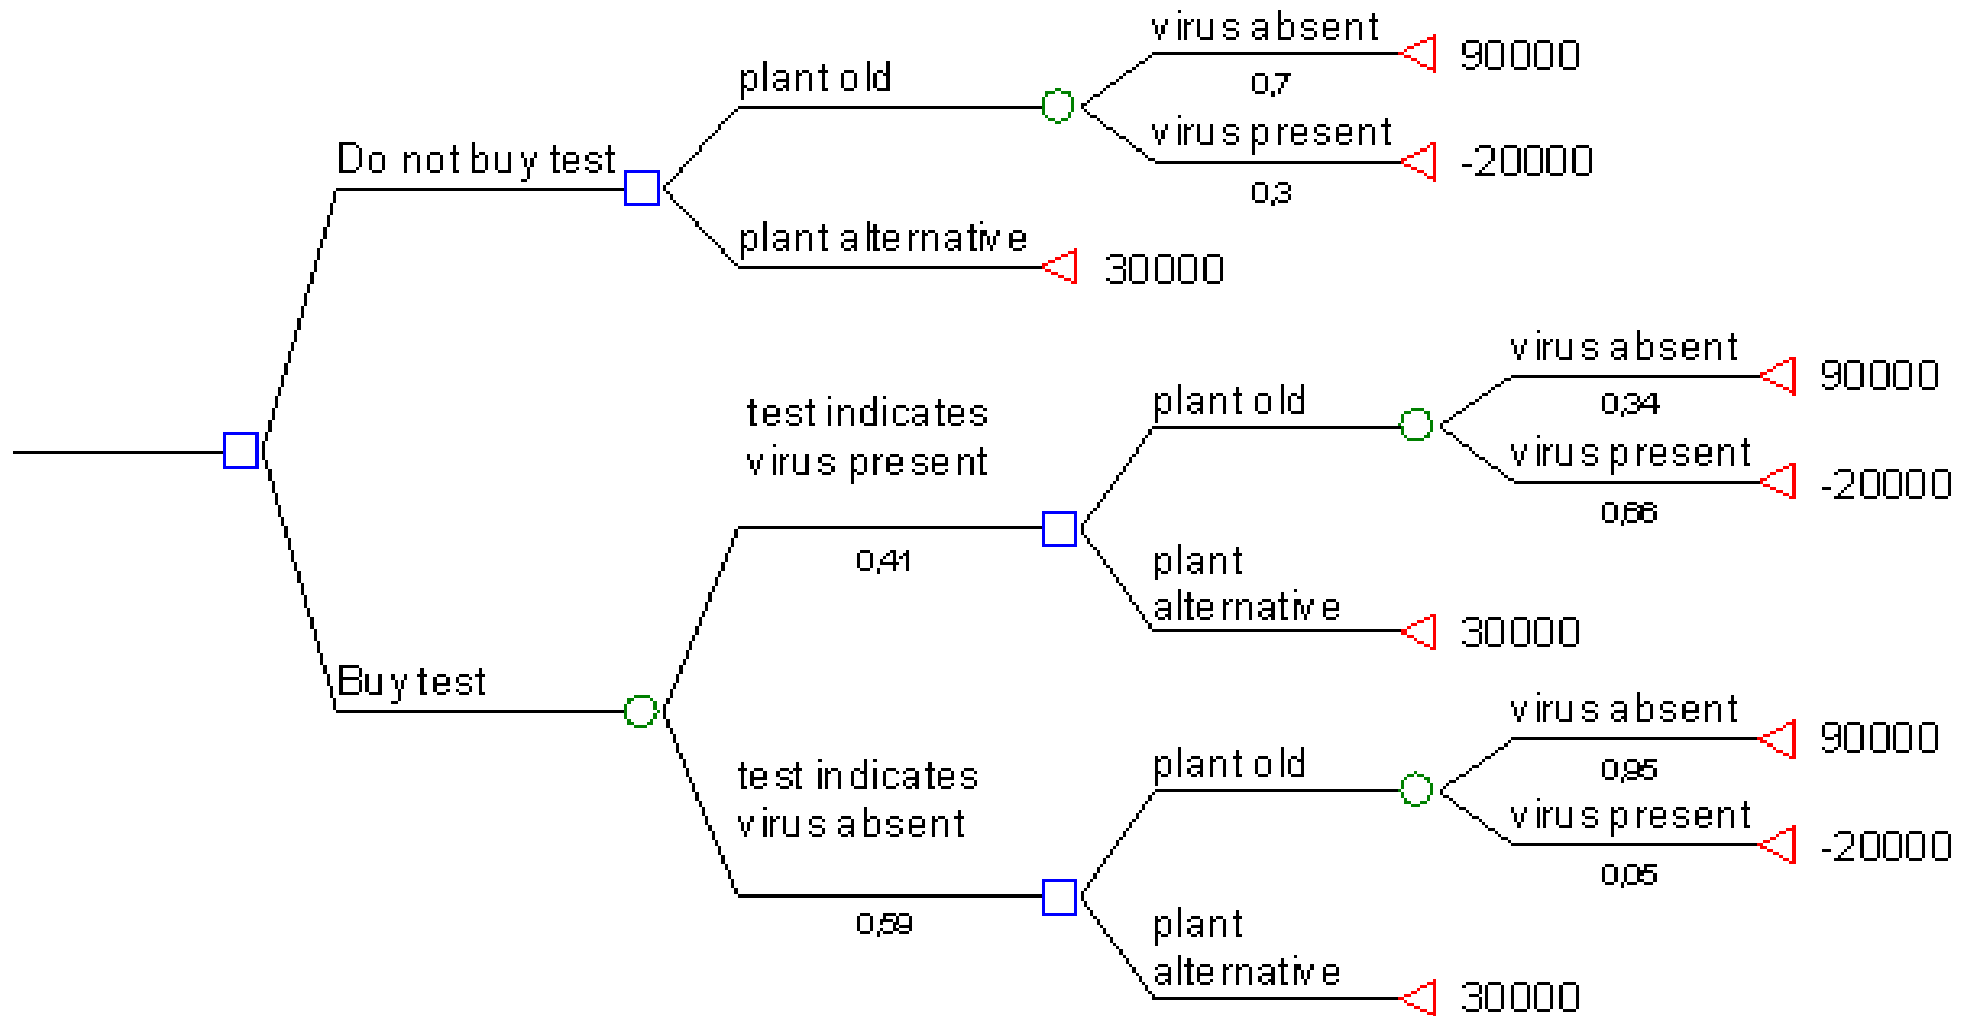 virus absent
90000
0,7
plant old
virus present
-20000
0,3
Do not buy test
plant alternative
30000
virus absent
90000
0,34
test indicates
virus present
plant old
virus present
-20000
0,66
0,41
plant
alternative
30000
Buy test
virus absent
90000
0,95
test indicates
virus absent
plant old
virus present
-20000
0,05
0,59
plant
alternative
30000